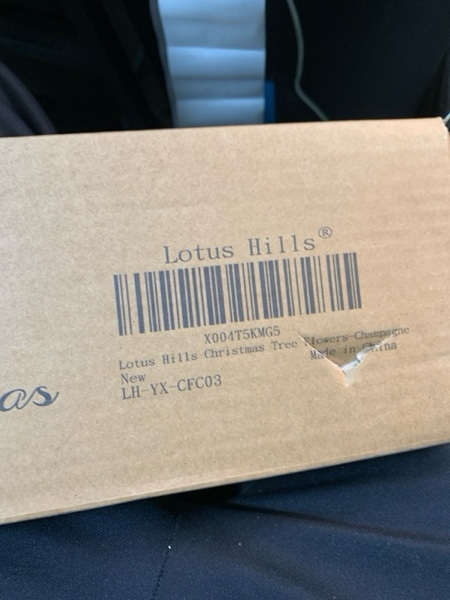 Lotus Hills®
X004T5KMG5
Lotus Hills Christmas Tree Flowers-Champagne
New
Made in China
LH-YX-CFC03
as